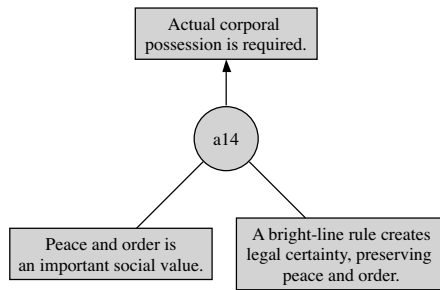 Actual corporal
possession is required.
a14
Peace and order is
an important social value.
A bright-line rule creates
legal certainty, preserving
peace and order.